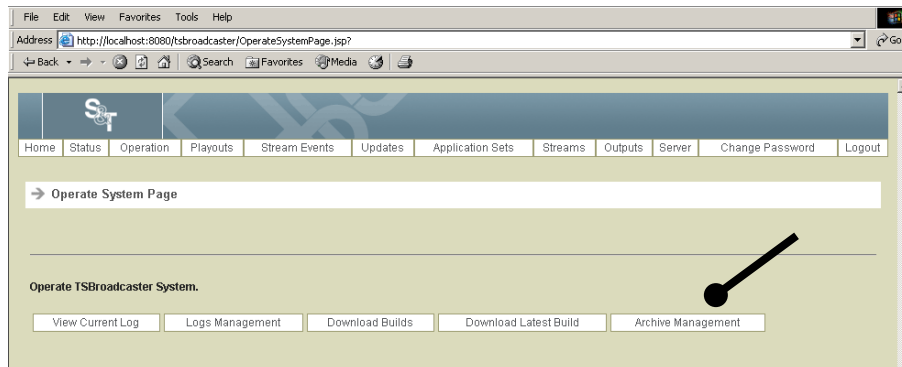 File Edit View Favorites Tools Help
Address http://localhost:8080/tsbroadcaster/OperateSystemPage.jsp? Go
Back Search Favorites Media
S&T
Home Status Operation Playouts Stream Events Updates Application Sets Streams Outputs Server Change Password Logout
Operate System Page
Operate TSBroadcaster System.
View Current Log Logs Management Download Builds Download Latest Build Archive Management